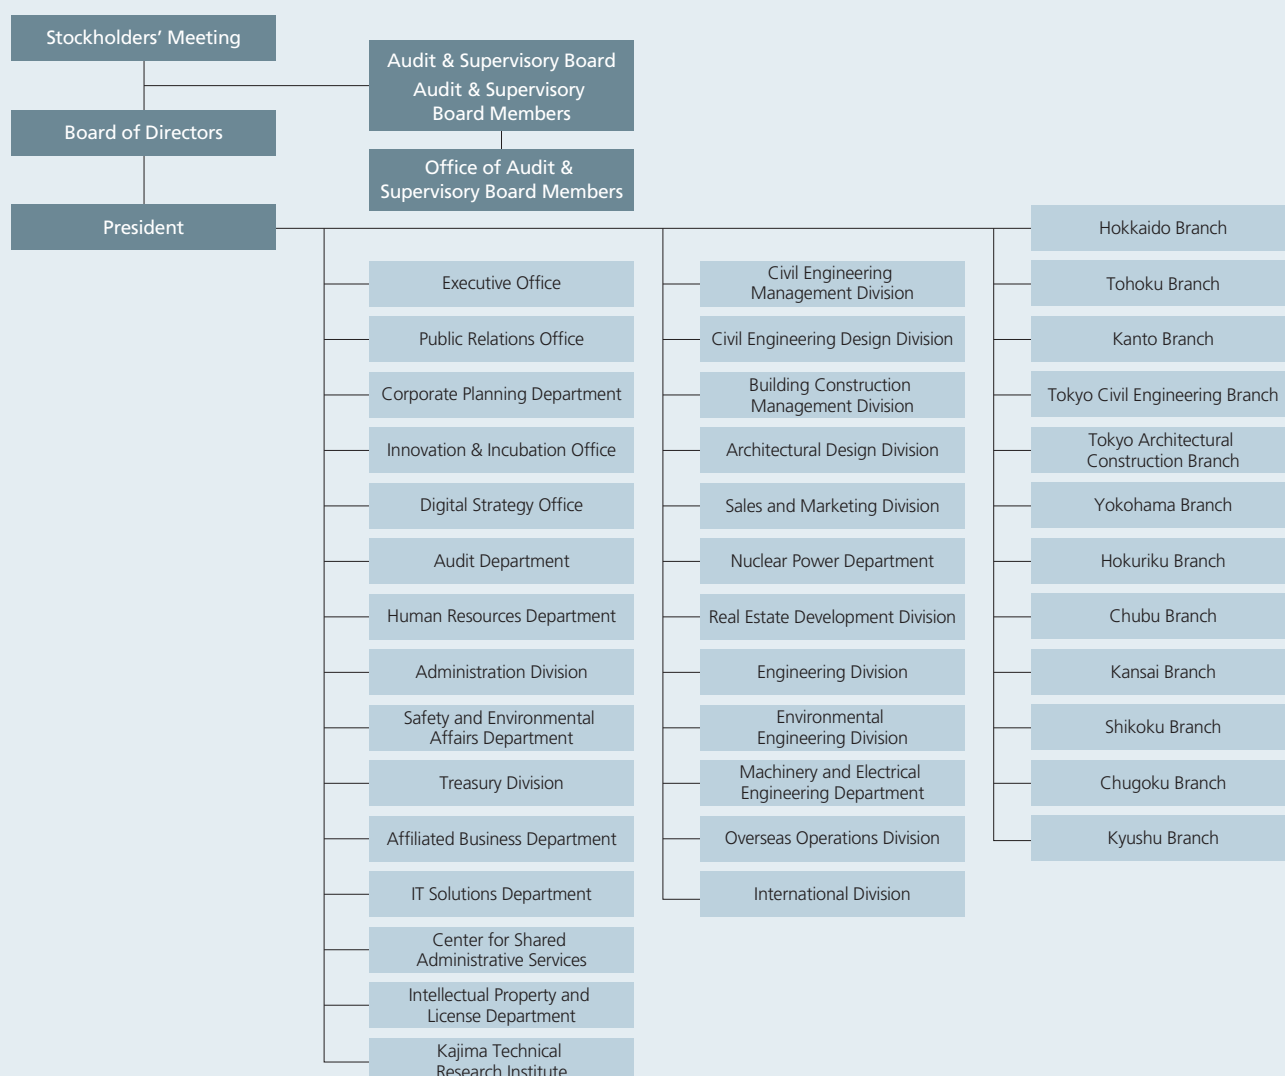 Stockholders’ Meeting
Audit & Supervisory Board
Audit & Supervisory
Board Members
Board of Directors
Office of Audit &
Supervisory Board Members
President
Executive Office
Public Relations Office
Corporate Planning Department
Innovation & Incubation Office
Digital Strategy Office
Audit Department
Human Resources Department
Administration Division
Safety and Environmental
Affairs Department
Treasury Division
Affiliated Business Department
IT Solutions Department
Center for Shared
Administrative Services
Intellectual Property and
License Department
Kajima Technical
Research Institute
Civil Engineering
Management Division
Civil Engineering Design Division
Building Construction
Management Division
Architectural Design Division
Sales and Marketing Division
Nuclear Power Department
Real Estate Development Division
Engineering Division
Environmental
Engineering Division
Machinery and Electrical
Engineering Department
Overseas Operations Division
International Division
Hokkaido Branch
Tohoku Branch
Kanto Branch
Tokyo Civil Engineering Branch
Tokyo Architectural
Construction Branch
Yokohama Branch
Hokuriku Branch
Chubu Branch
Kansai Branch
Shikoku Branch
Chugoku Branch
Kyushu Branch